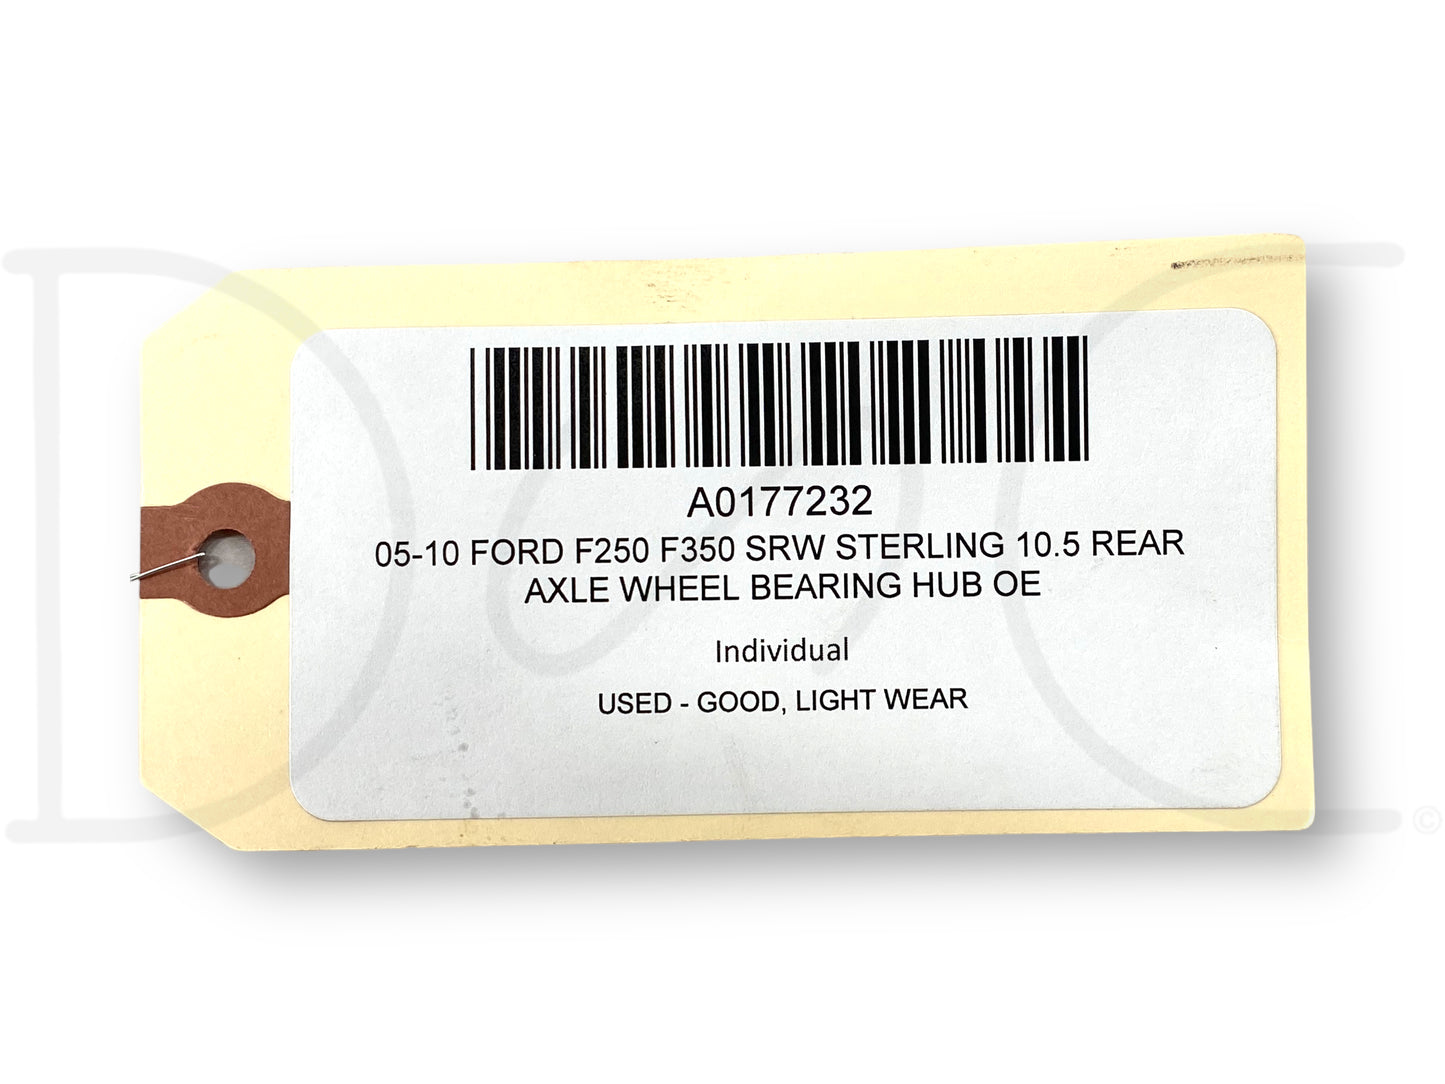 A0177232
05-10 FORD F250 F350 SRW STERLING 10.5 REAR
AXLE WHEEL BEARING HUB OE
Individual
USED - GOOD, LIGHT WEAR
©